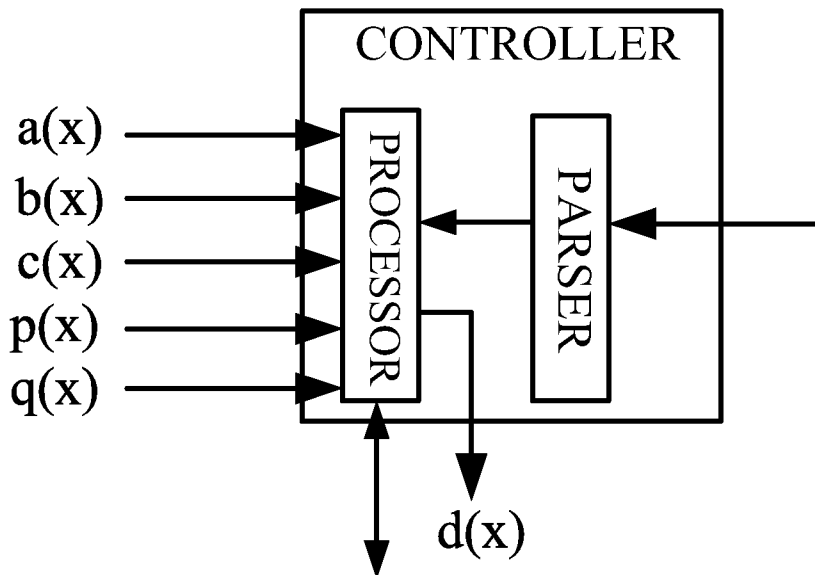 CONTROLLER
a(x)
b(x)
c(x)
p(x)
q(x)
PROCESSOR
PARSER
d(x)